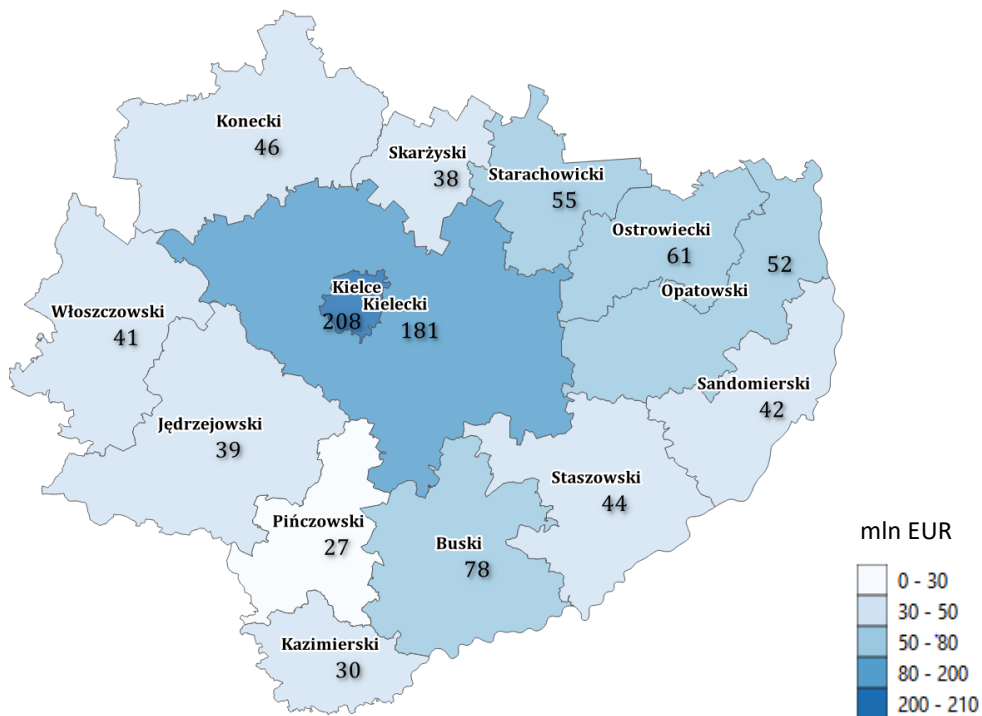 Konecki
46
Skarżyski
38
Starachowicki
55
Ostrowiecki
61
52
Opatowski
Kielce
208
Kielecki
181
Włoszczowski
41
Sandomierski
42
Jędrzejowski
39
Staszowski
44
Pińczowski
27
Buski
78
Kazimierski
30
mln EUR
0 - 30
30 - 50
50 - 80
80 - 200
200 - 210